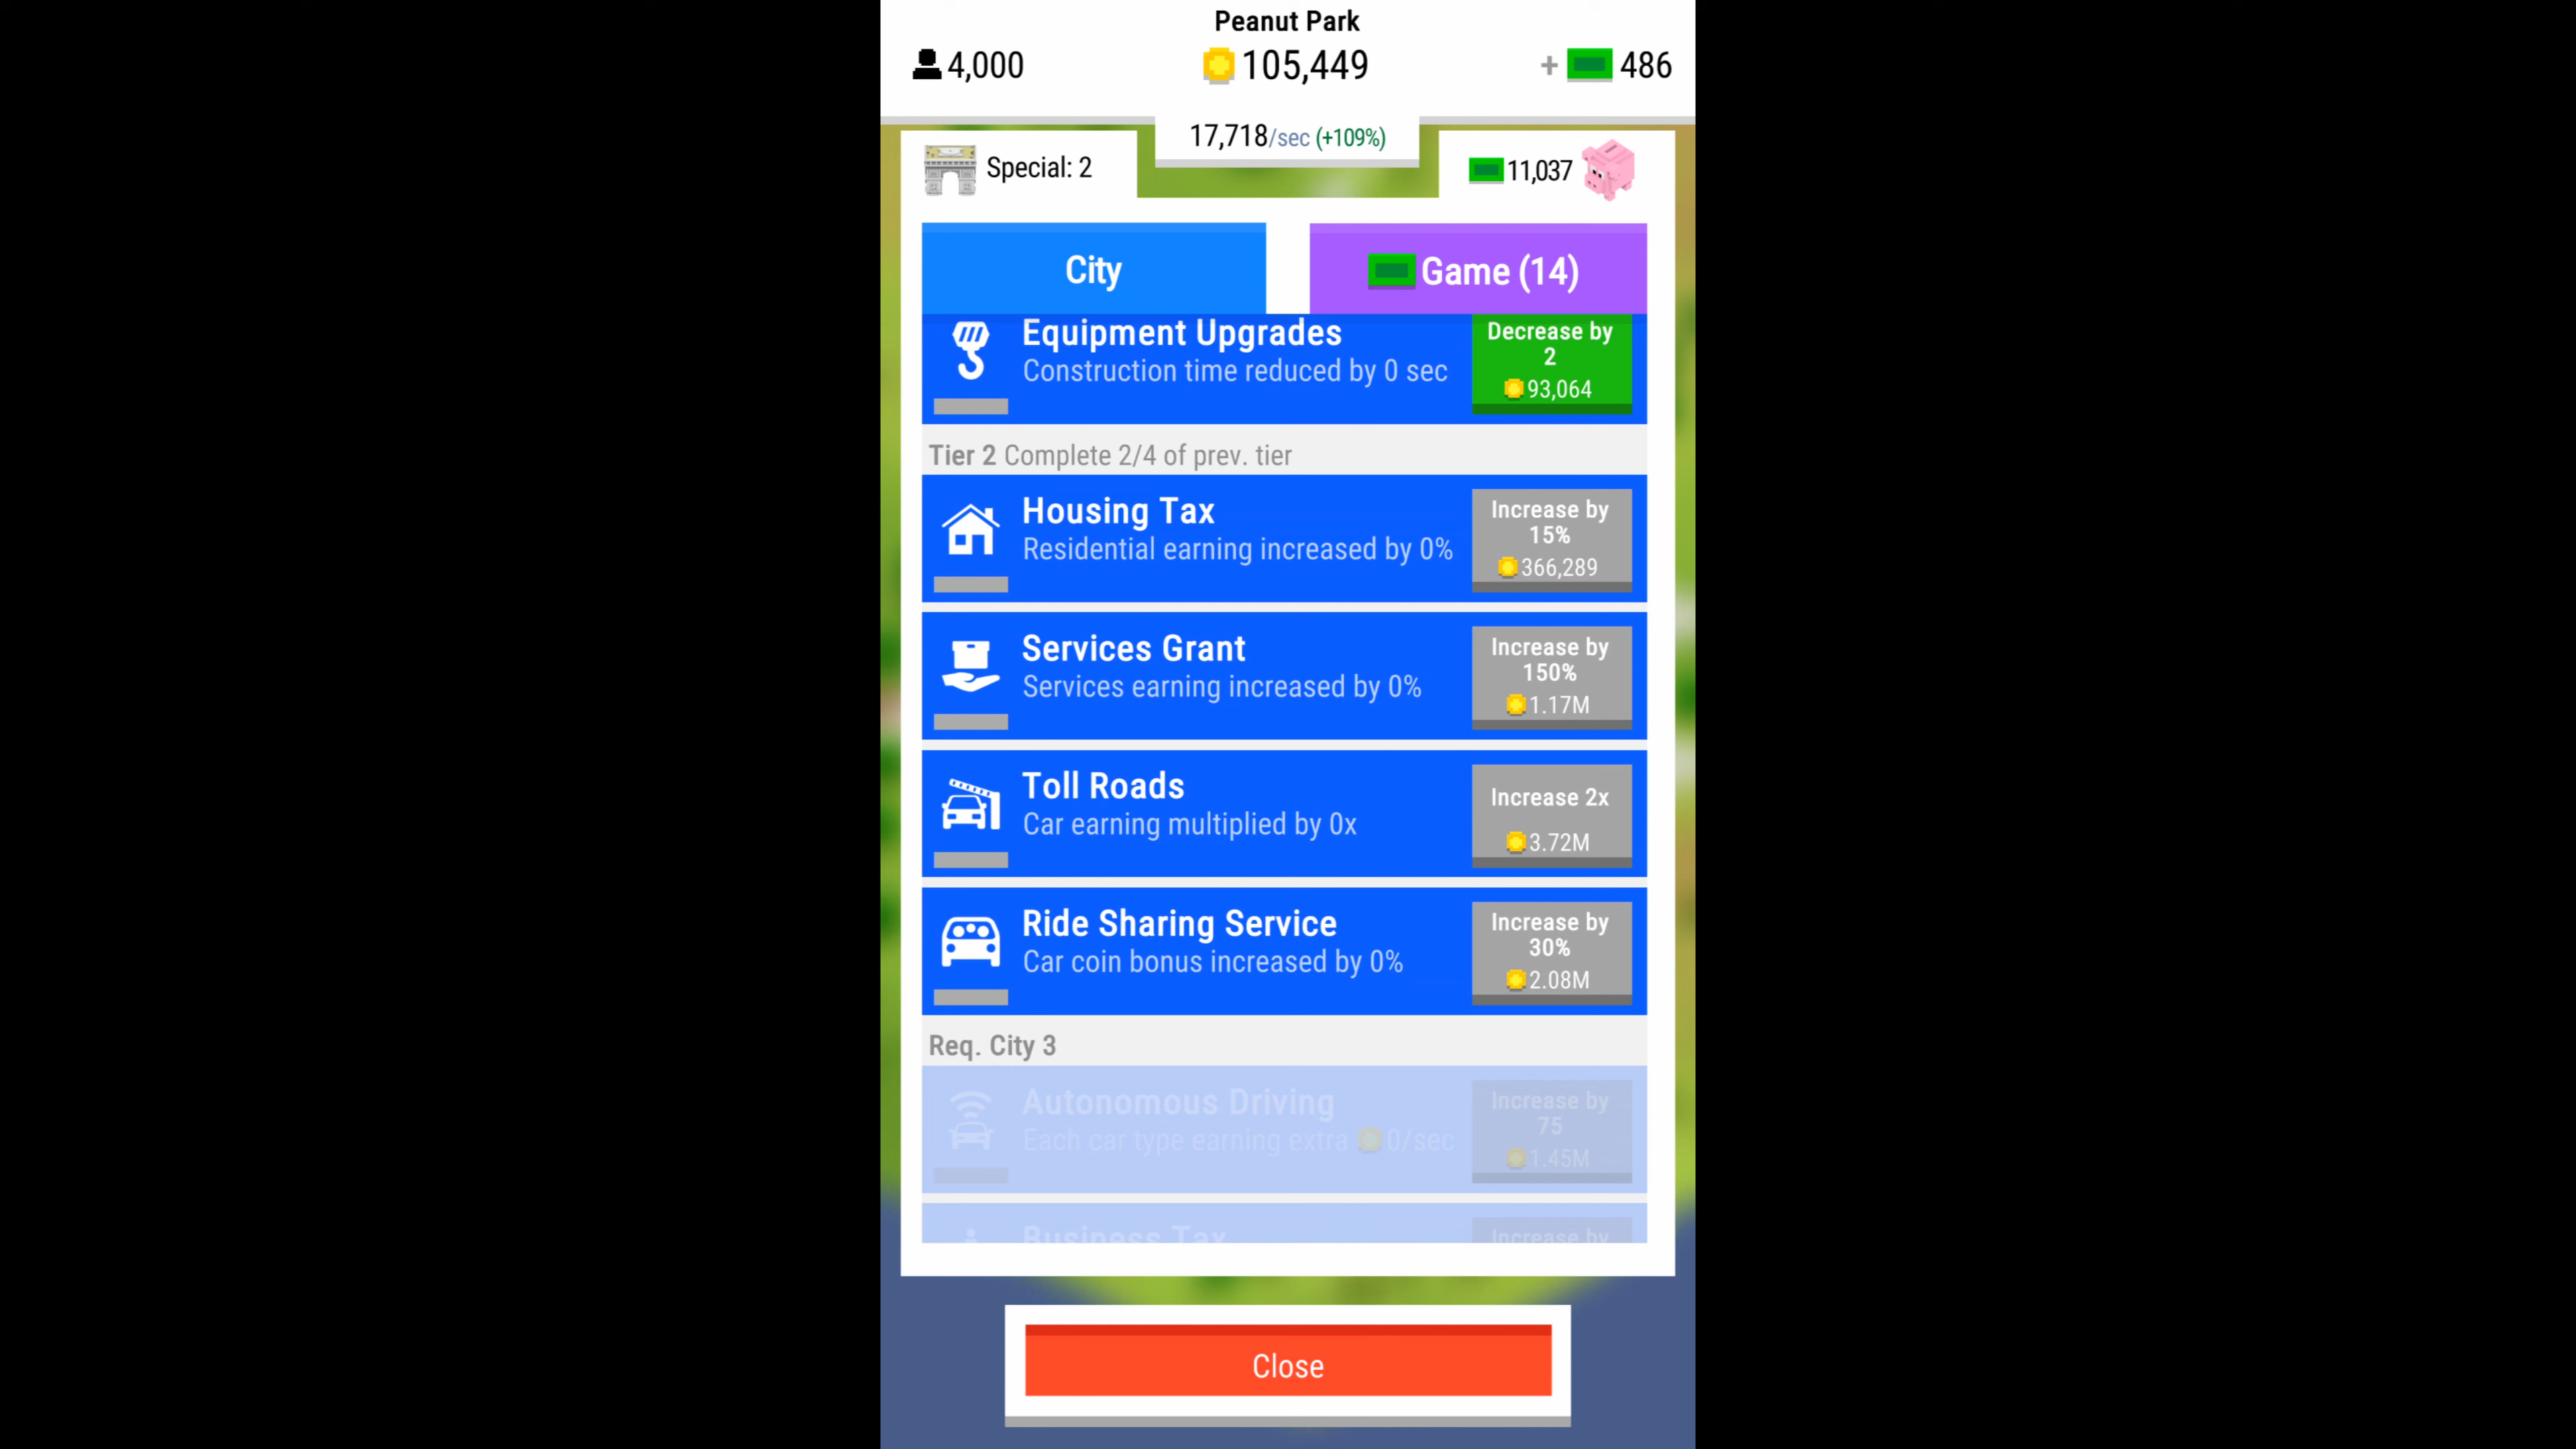 Peanut Park
4,000
105,449
+ 486
17,718/sec (+109%)
Special: 2
11,037
City
Game (14)
Equipment Upgrades
Construction time reduced by 0 sec
Decrease by
2
93,064
Tier 2 Complete 2/4 of prev. tier
Housing Tax
Residential earning increased by 0%
Increase by
15%
366,289
Services Grant
Services earning increased by 0%
Increase by
150%
1.17M
Toll Roads
Car earning multiplied by 0x
Increase 2x
3.72M
Ride Sharing Service
Car coin bonus increased by 0%
Increase by
30%
2.08M
Req. City 3
Autonomous Driving
Each car type earning extra 0/sec
Increase by
75
1.45M
Business Tax
Increase by
Close